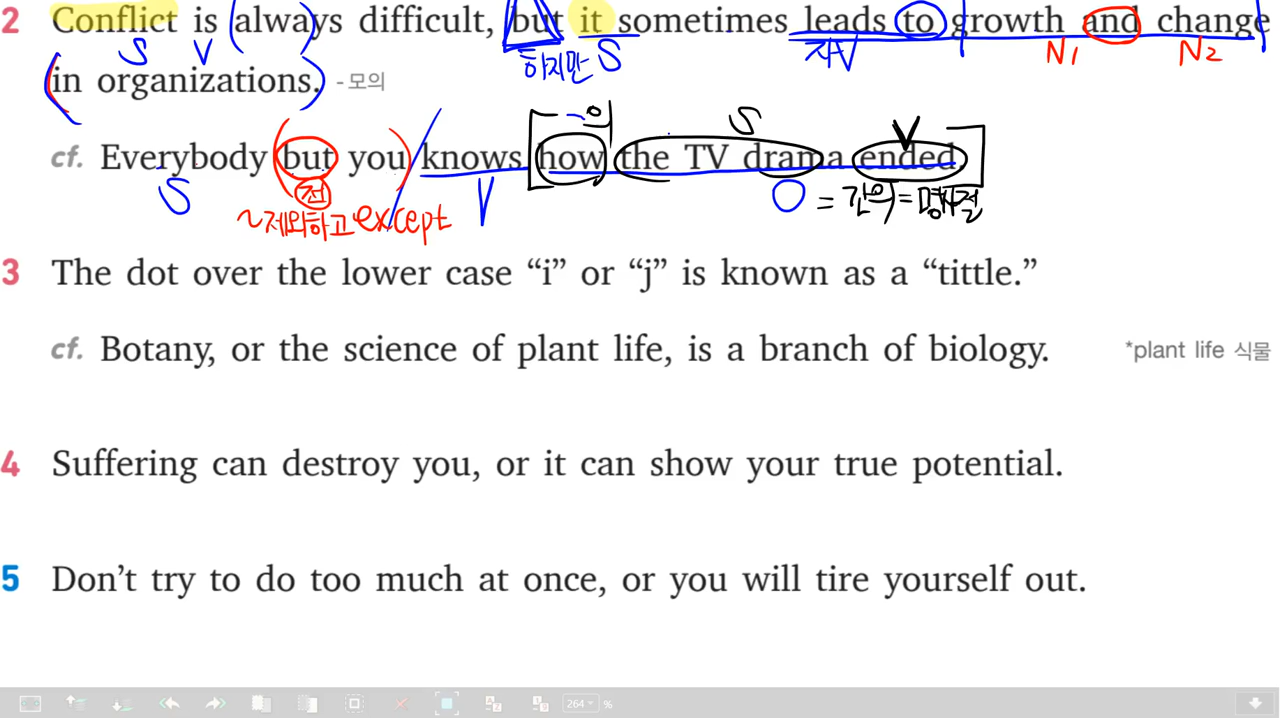 2 Conflict is always difficult, but it sometimes leads to growth and change
S V 하지만 S 자V N1 N2
in organizations. - 모의
S V
cf. Everybody but you knows how the TV drama ended
S 전 V O = 간의 = 명사절
~제외하고 except
3 The dot over the lower case “i” or “j” is known as a “tittle.”
cf. Botany, or the science of plant life, is a branch of biology. *plant life 식물
4 Suffering can destroy you, or it can show your true potential.
5 Don’t try to do too much at once, or you will tire yourself out.
264 %